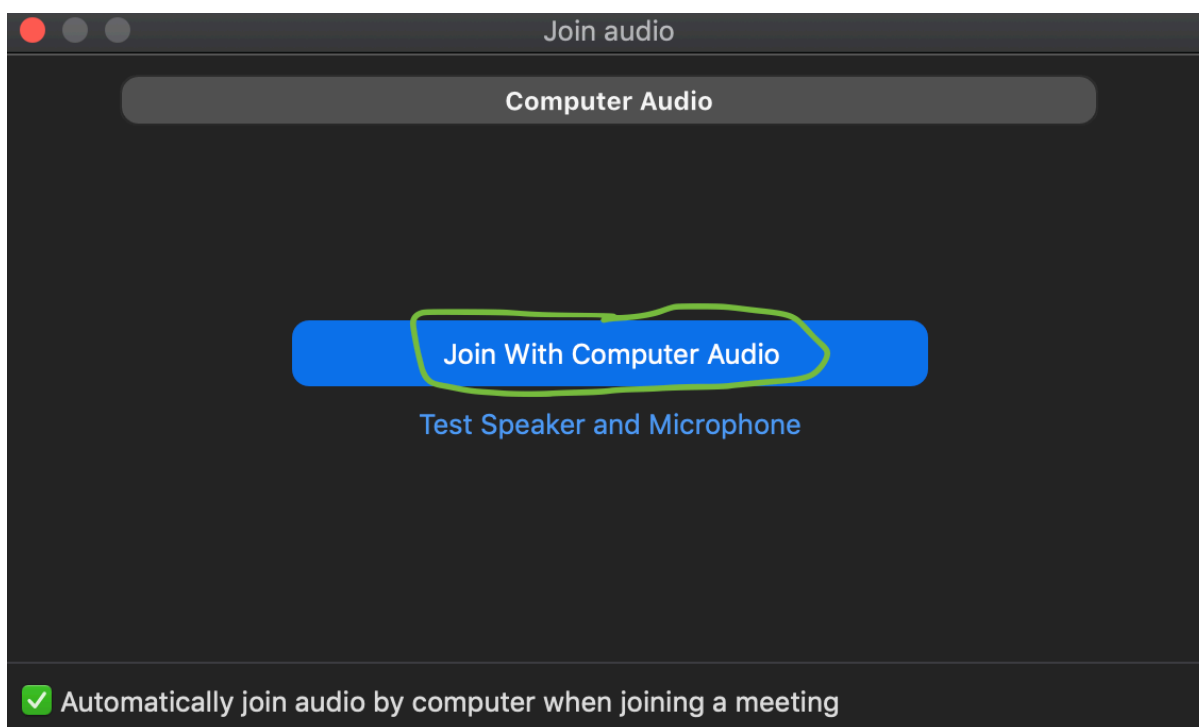 Join audio
Computer Audio
Join With Computer Audio
Test Speaker and Microphone
Automatically join audio by computer when joining a meeting